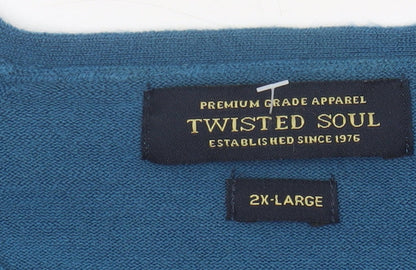 PREMIUM GRADE APPAREL
TWISTED SOUL
ESTABLISHED SINCE 1976
2X-LARGE